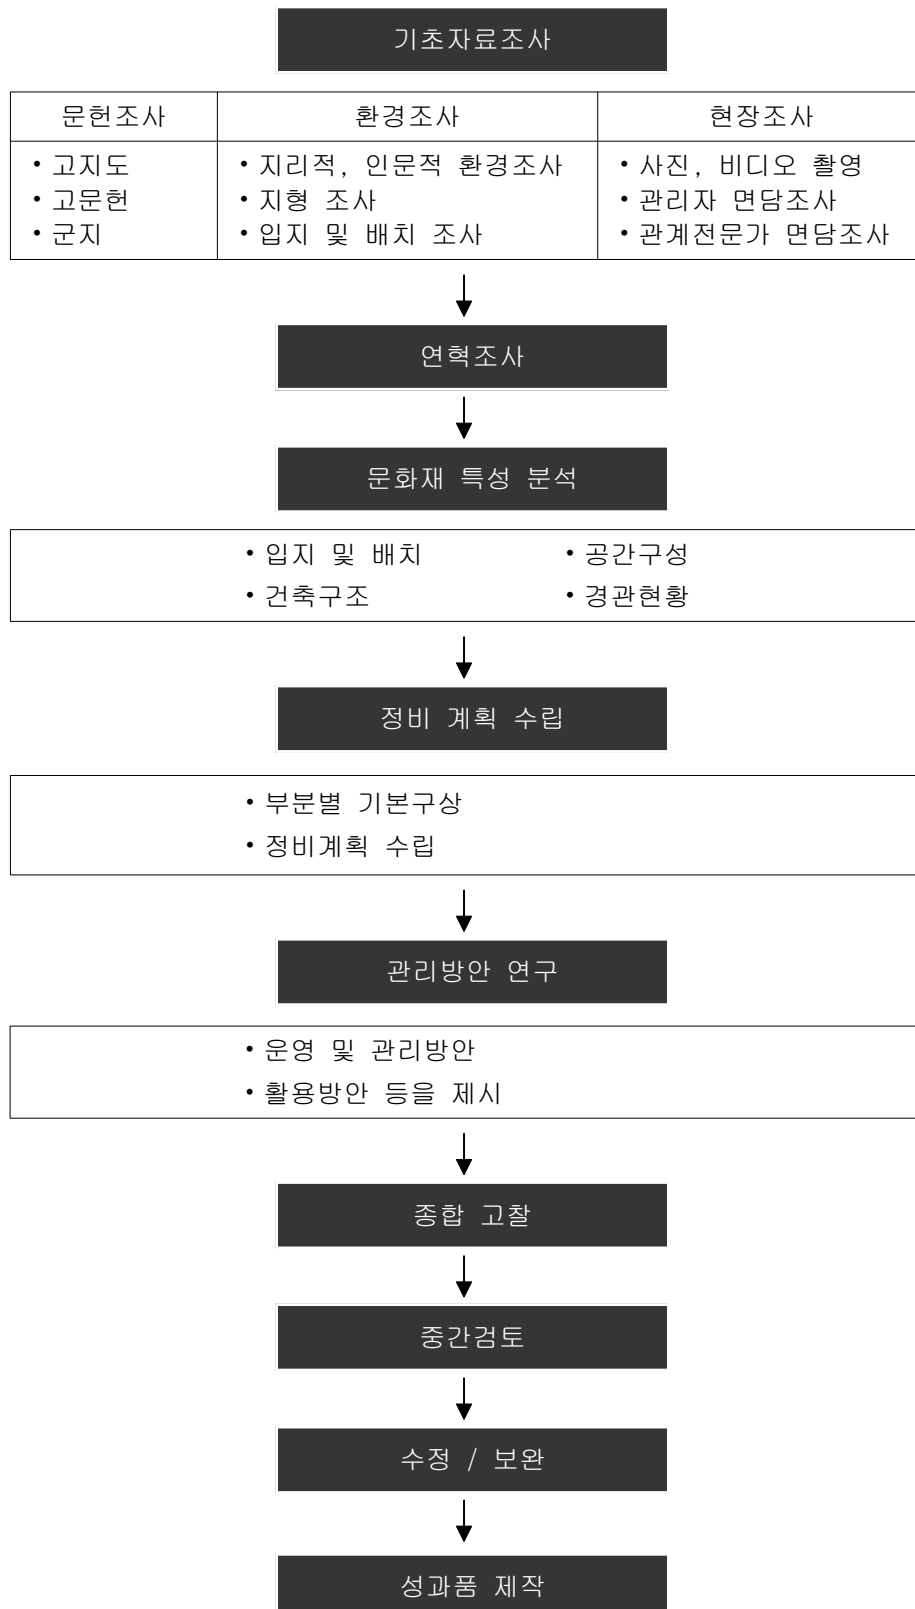 기초자료조사
문헌조사 환경조사 현장조사
• 고지도 • 지리적, 인문적 환경조사 • 사진, 비디오 촬영
• 고문헌 • 지형 조사 • 관리자 면담조사
• 군지 • 입지 및 배치 조사 • 관계전문가 면담조사
연혁조사
문화재 특성 분석
• 입지 및 배치 • 공간구성
• 건축구조 • 경관현황
정비 계획 수립
• 부분별 기본구상
• 정비계획 수립
관리방안 연구
• 운영 및 관리방안
• 활용방안 등을 제시
종합 고찰
중간검토
수정 / 보완
성과품 제작